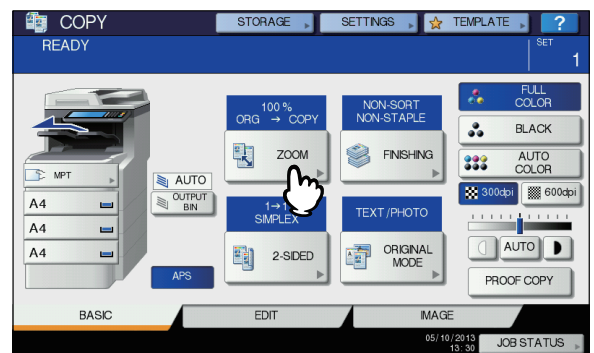 COPY
STORAGE
SETTINGS
TEMPLATE
?
READY
SET
1
100 %
ORG → COPY
NON-SORT
NON-STAPLE
FULL
COLOR
BLACK
ZOOM
FINISHING
AUTO
COLOR
MPT
AUTO
300dpi
600dpi
OUTPUT
BIN
A4
A4
A4
1→1
SIMPLEX
TEXT/PHOTO
2-SIDED
ORIGINAL
MODE
AUTO
APS
PROOF COPY
BASIC
EDIT
IMAGE
05/10/2013
13:30
JOB STATUS